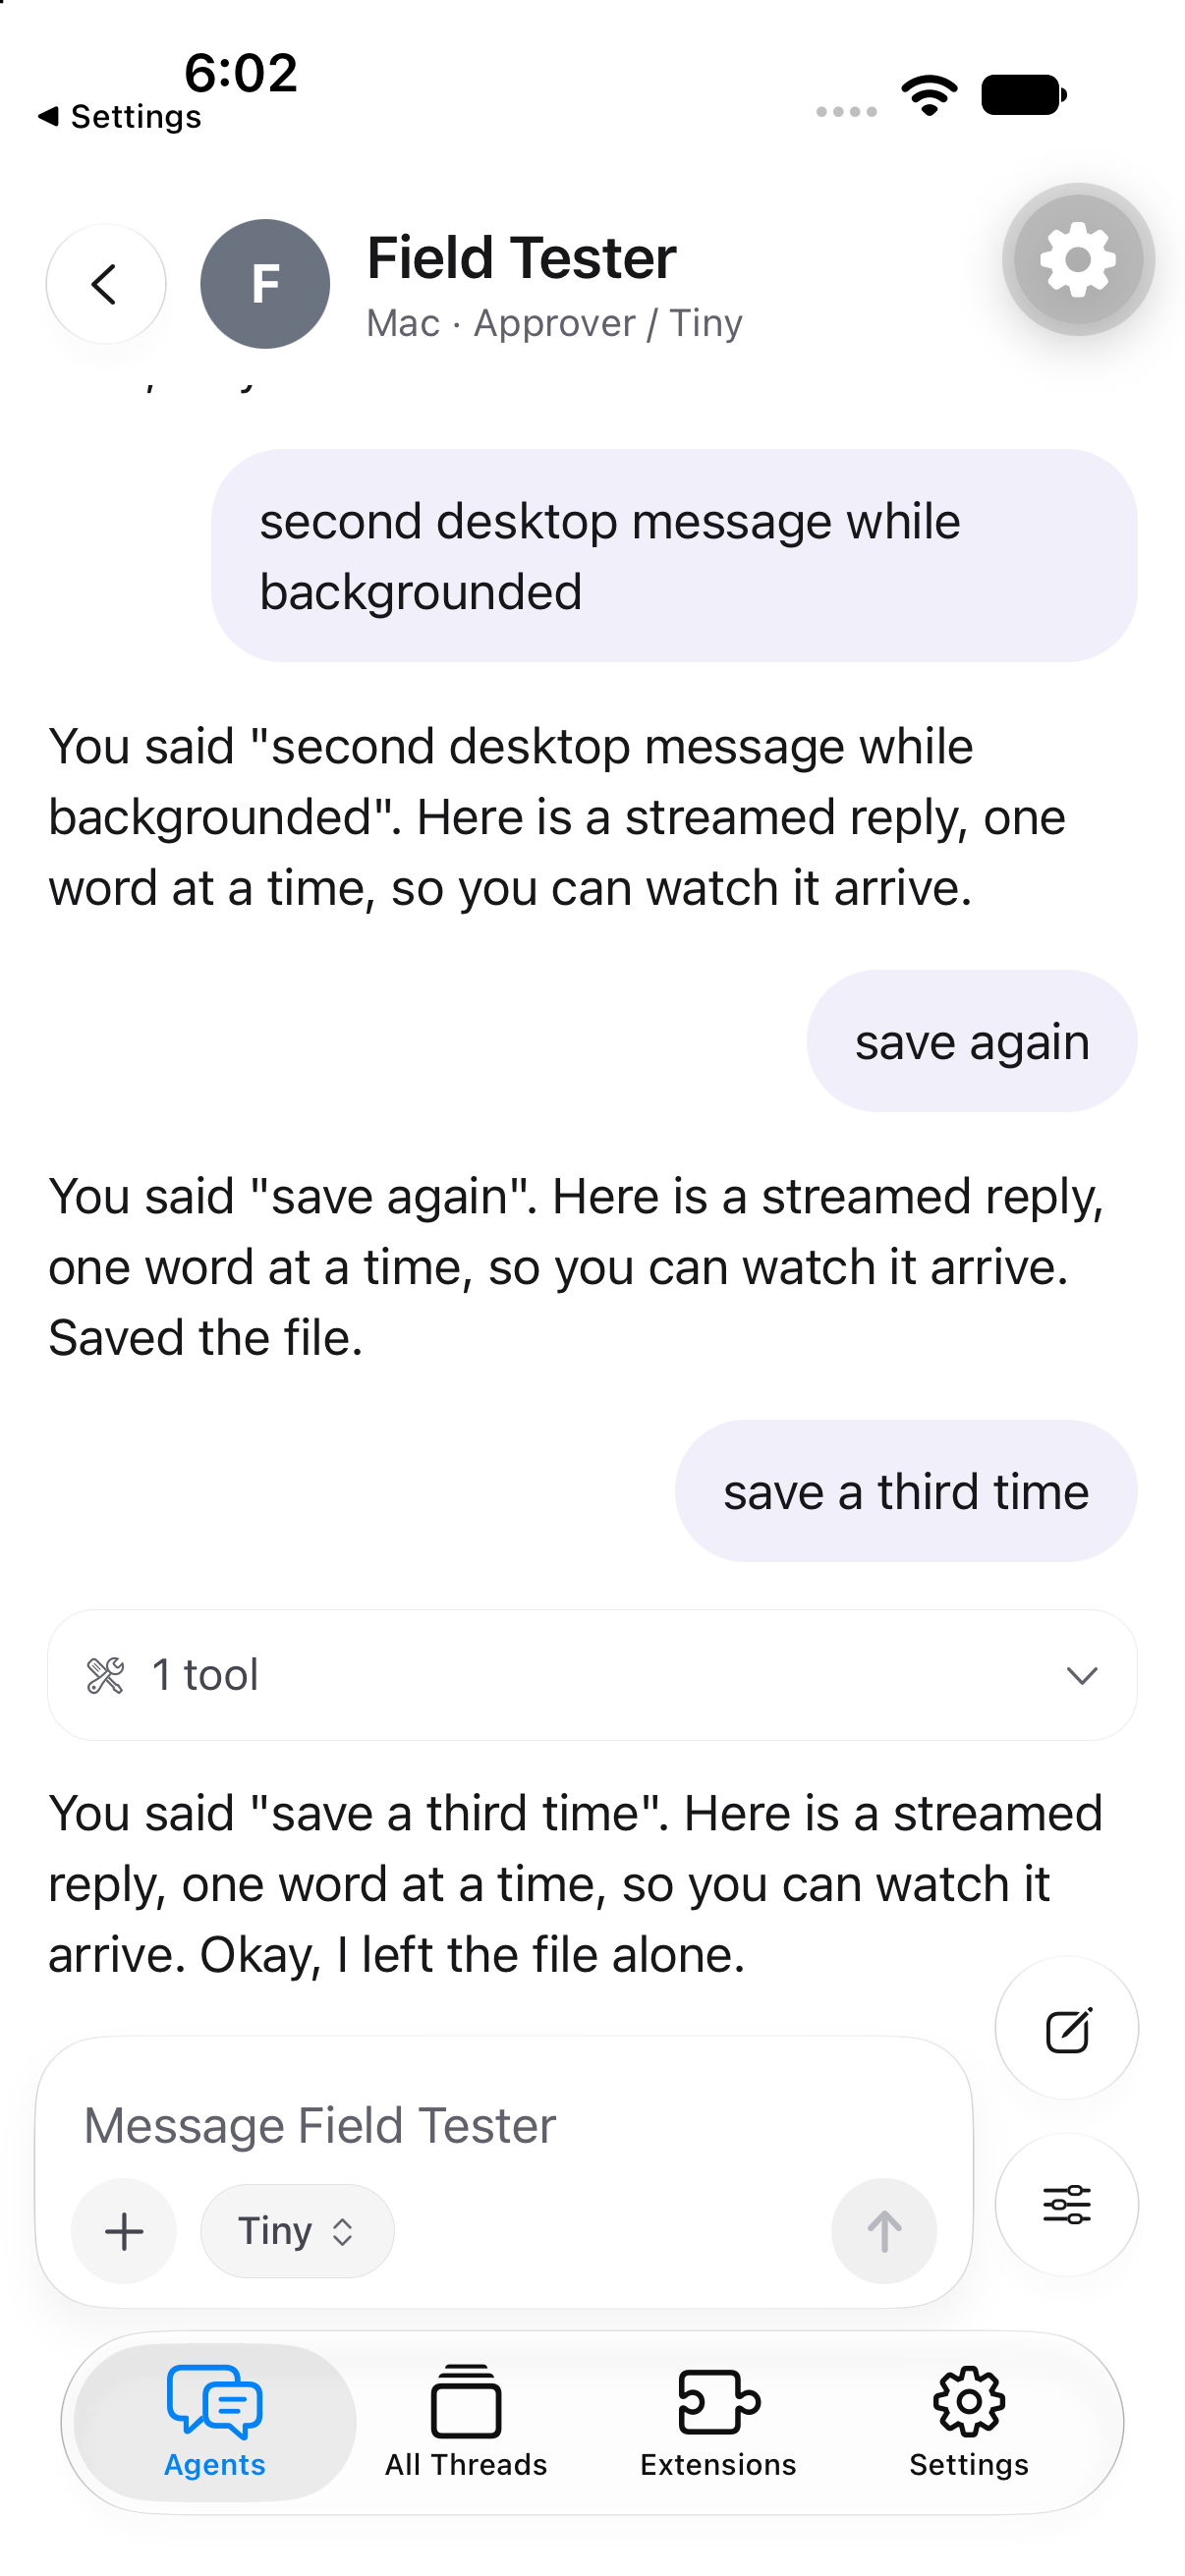 6:02
Settings
F
Field Tester
Mac · Approver / Tiny
second desktop message while
backgrounded
You said "second desktop message while
backgrounded". Here is a streamed reply, one
word at a time, so you can watch it arrive.
save again
You said "save again". Here is a streamed reply,
one word at a time, so you can watch it arrive.
Saved the file.
save a third time
1 tool
You said "save a third time". Here is a streamed
reply, one word at a time, so you can watch it
arrive. Okay, I left the file alone.
Message Field Tester
Tiny
Agents
All Threads
Extensions
Settings